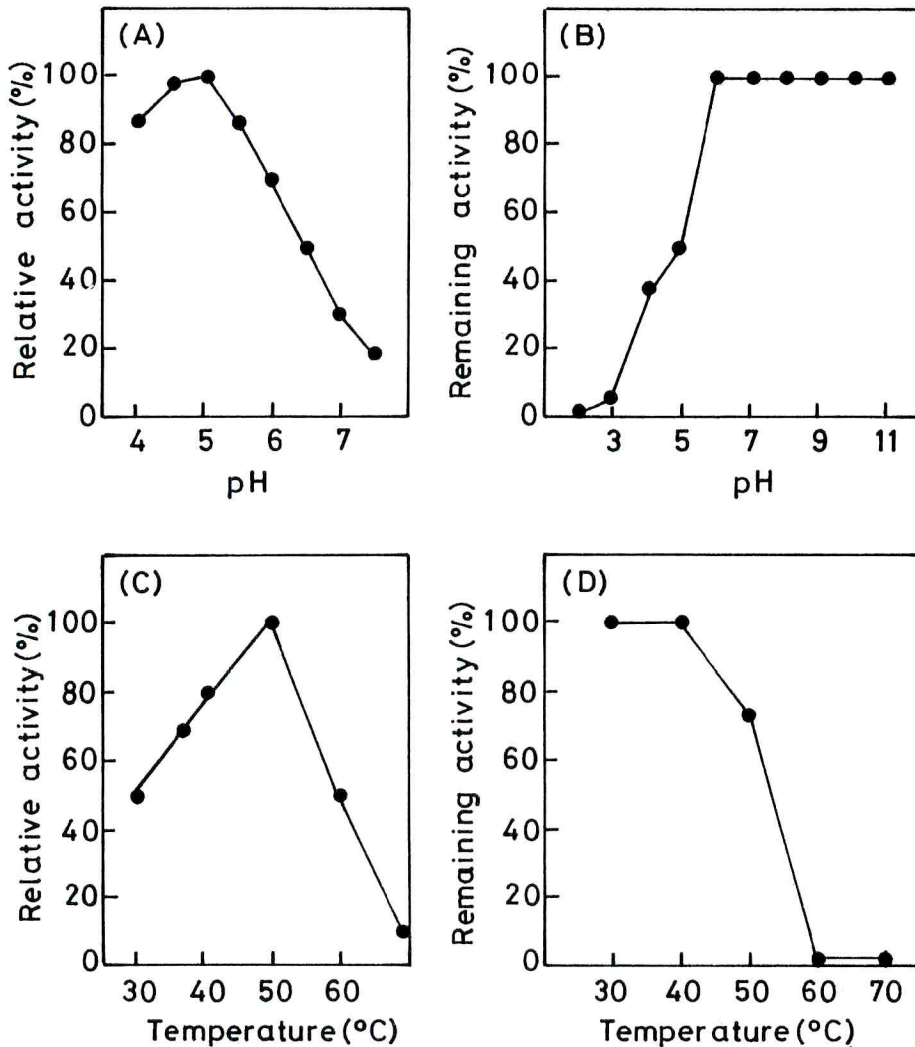 (A)
Relative activity (%)
100
80
60
40
20
0
4 5 6 7
pH
(B)
Remaining activity (%)
100
80
60
40
20
0
3 5 7 9 11
pH
(C)
Relative activity (%)
100
80
60
40
20
0
30 40 50 60
Temperature (°C)
(D)
Remaining activity (%)
100
80
60
40
20
0
30 40 50 60 70
Temperature (°C)